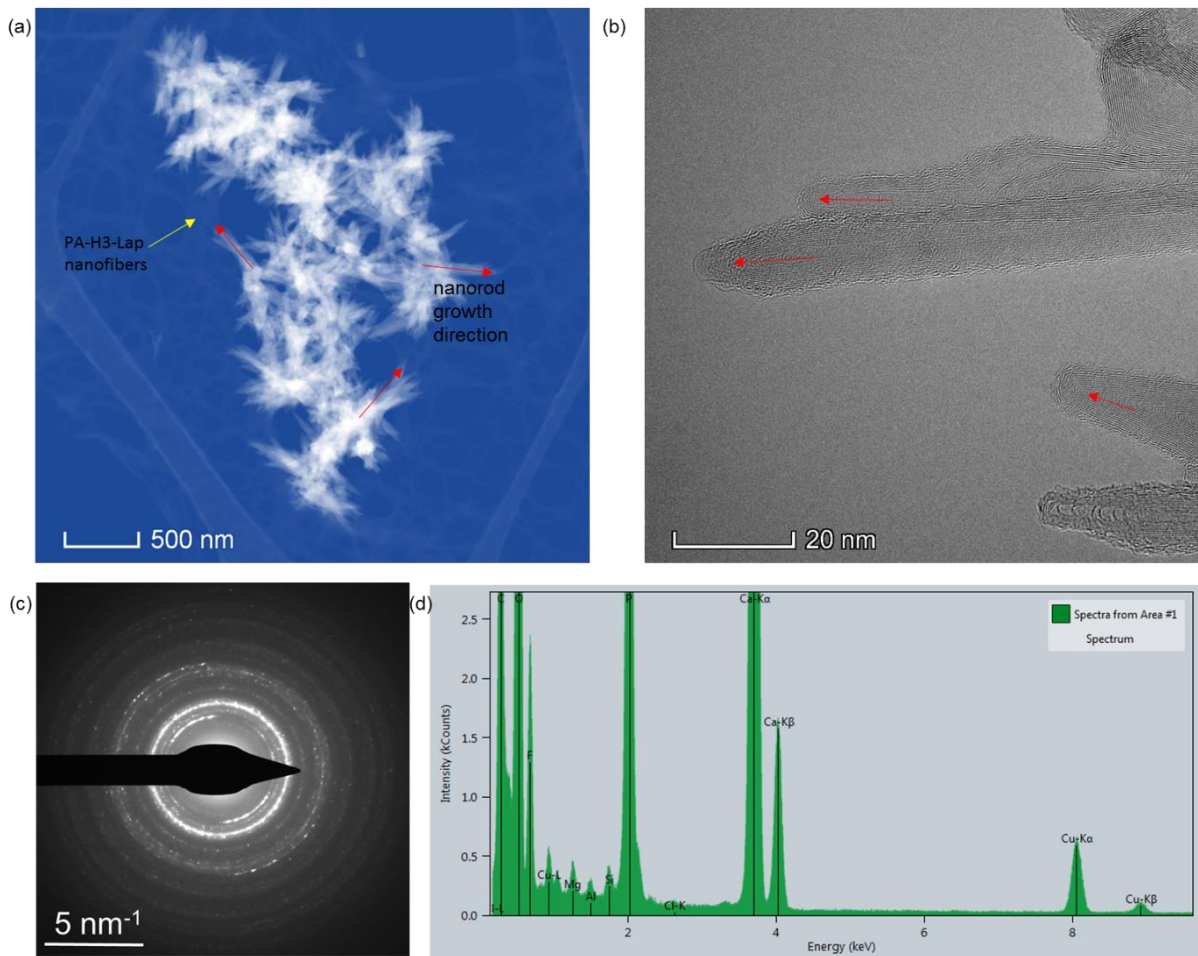 (a)
PA-H3-Lap
nanofibers
nanorod
growth
direction
500 nm
(b)
20 nm
(c)
5 nm-1
(d)
Intensity (kCounts)
2.5
2.0
1.5
1.0
0.5
0.0
C
O
F
P
Ca-Kα
Ca-Kβ
I-L
Cu-L
Mg
Al
Si
Cl-K
Cu-Kα
Cu-Kβ
Spectra from Area #1
Spectrum
2
4
6
8
Energy (keV)